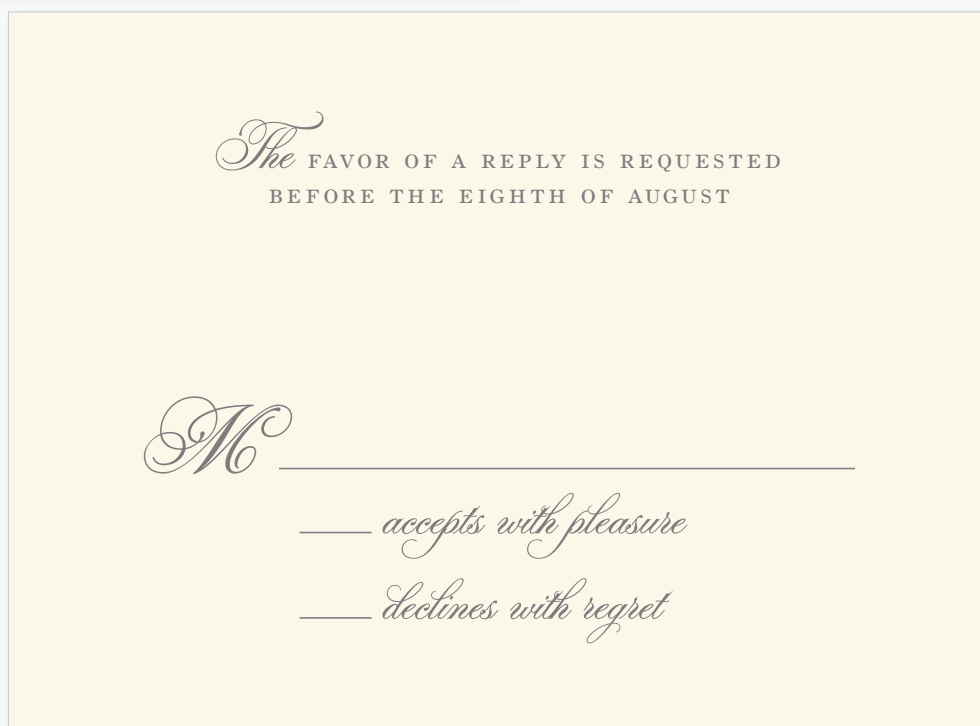 The FAVOR OF A REPLY IS REQUESTED
BEFORE THE EIGHTH OF AUGUST
M
accepts with pleasure
declines with regret